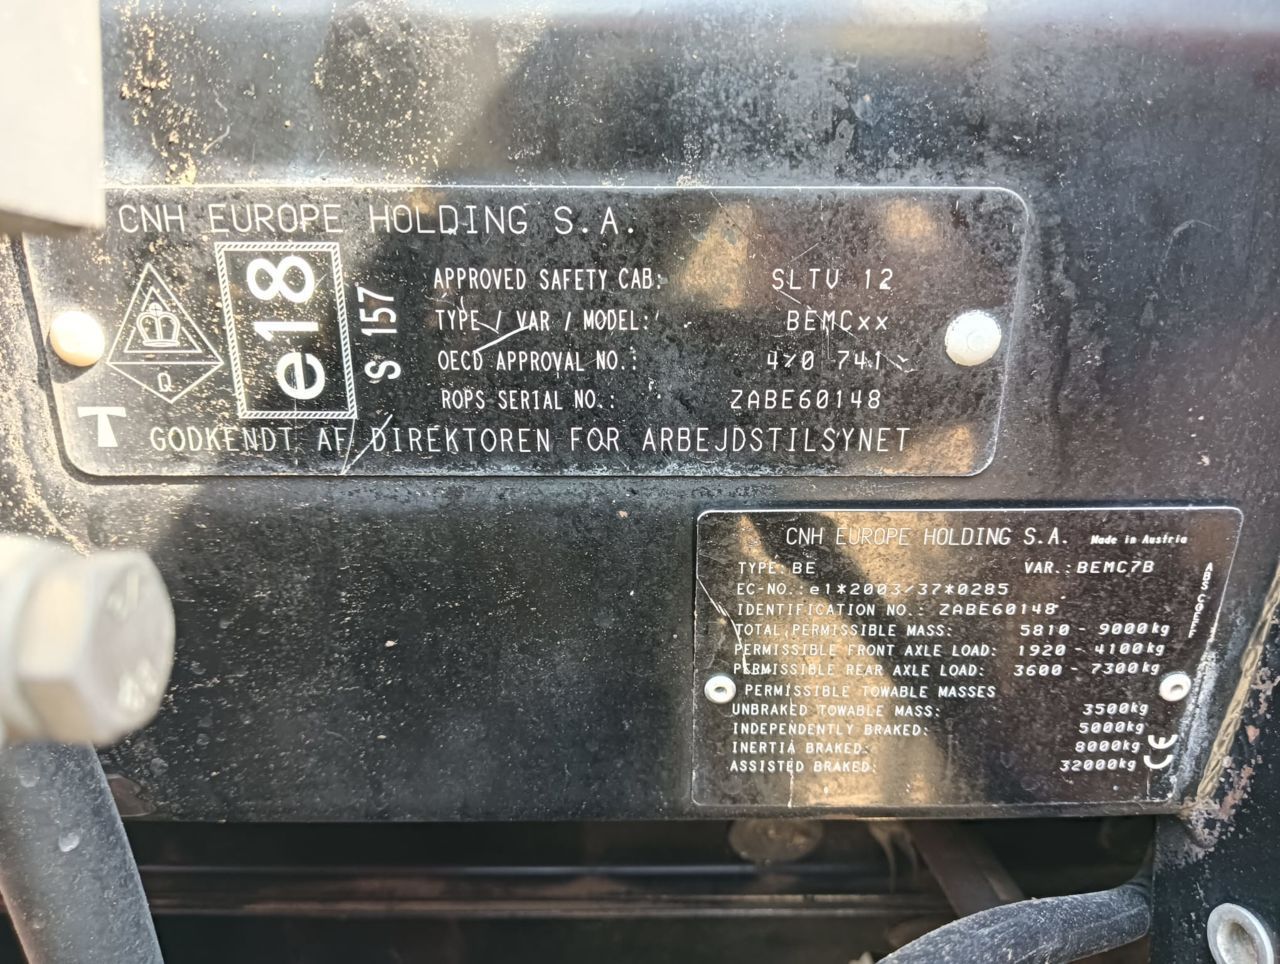 CNH EUROPE HOLDING S.A.
e18
S 157
Q
T
APPROVED SAFETY CAB: SLTV 12
TYPE / VAR / MODEL: BEMCxx
OECD APPROVAL NO.: 4/0 741
ROPS SERIAL NO.: ZABE60148
GODKENDT AF DIREKTOREN FOR ARBEJDSTILSYNET
CNH EUROPE HOLDING S.A. Made in Austria
TYPE: BE VAR.: BEMC7B
EC-NO.: e1*2003/37*0285
IDENTIFICATION NO.: ZABE60148
TOTAL PERMISSIBLE MASS: 5810 - 9000kg
PERMISSIBLE FRONT AXLE LOAD: 1920 - 4100kg
PERMISSIBLE REAR AXLE LOAD: 3600 - 7300kg
PERMISSIBLE TOWABLE MASSES
UNBRAKED TOWABLE MASS: 3500kg
INDEPENDENTLY BRAKED: 5000kg
INERTIA BRAKED: 8000kg
ASSISTED BRAKED: 32000kg
CE